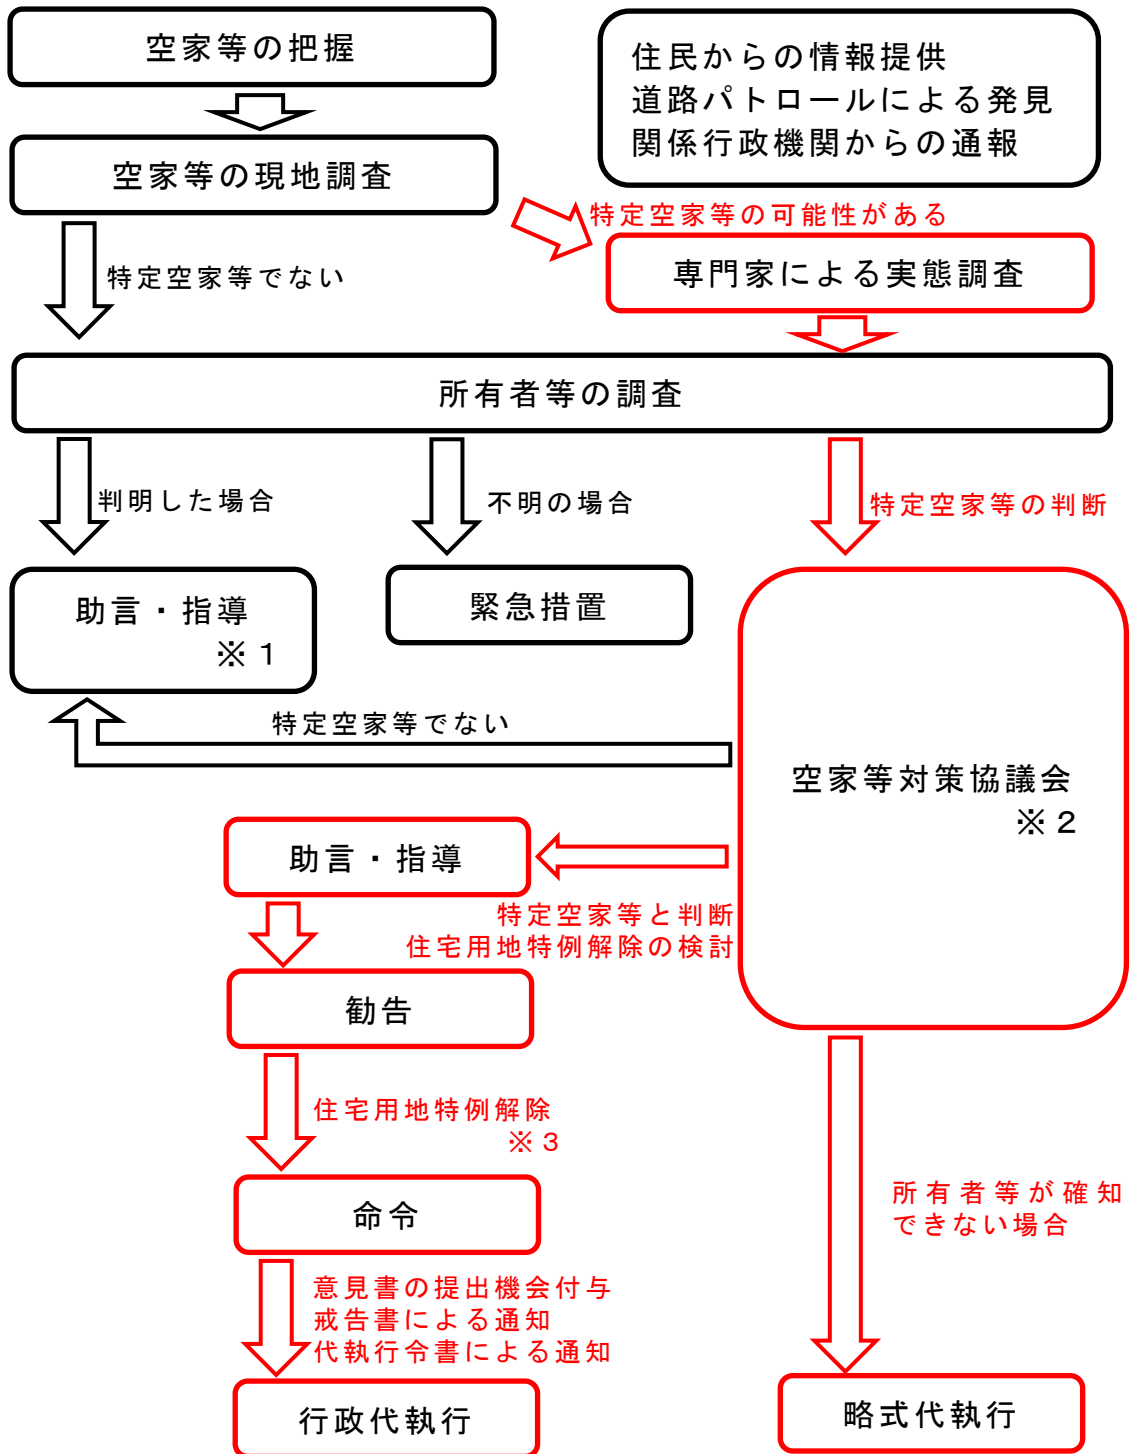 空家等の把握
住民からの情報提供
道路パトロールによる発見
関係行政機関からの通報
空家等の現地調査
特定空家等の可能性がある
特定空家等でない
専門家による実態調査
所有者等の調査
判明した場合
不明の場合
特定空家等の判断
助言・指導
※1
緊急措置
特定空家等でない
空家等対策協議会
※2
助言・指導
特定空家等と判断
住宅用地特例解除の検討
勧告
住宅用地特例解除
※3
命令
所有者等が確知
できない場合
意見書の提出機会付与
戒告書による通知
代執行令書による通知
行政代執行
略式代執行